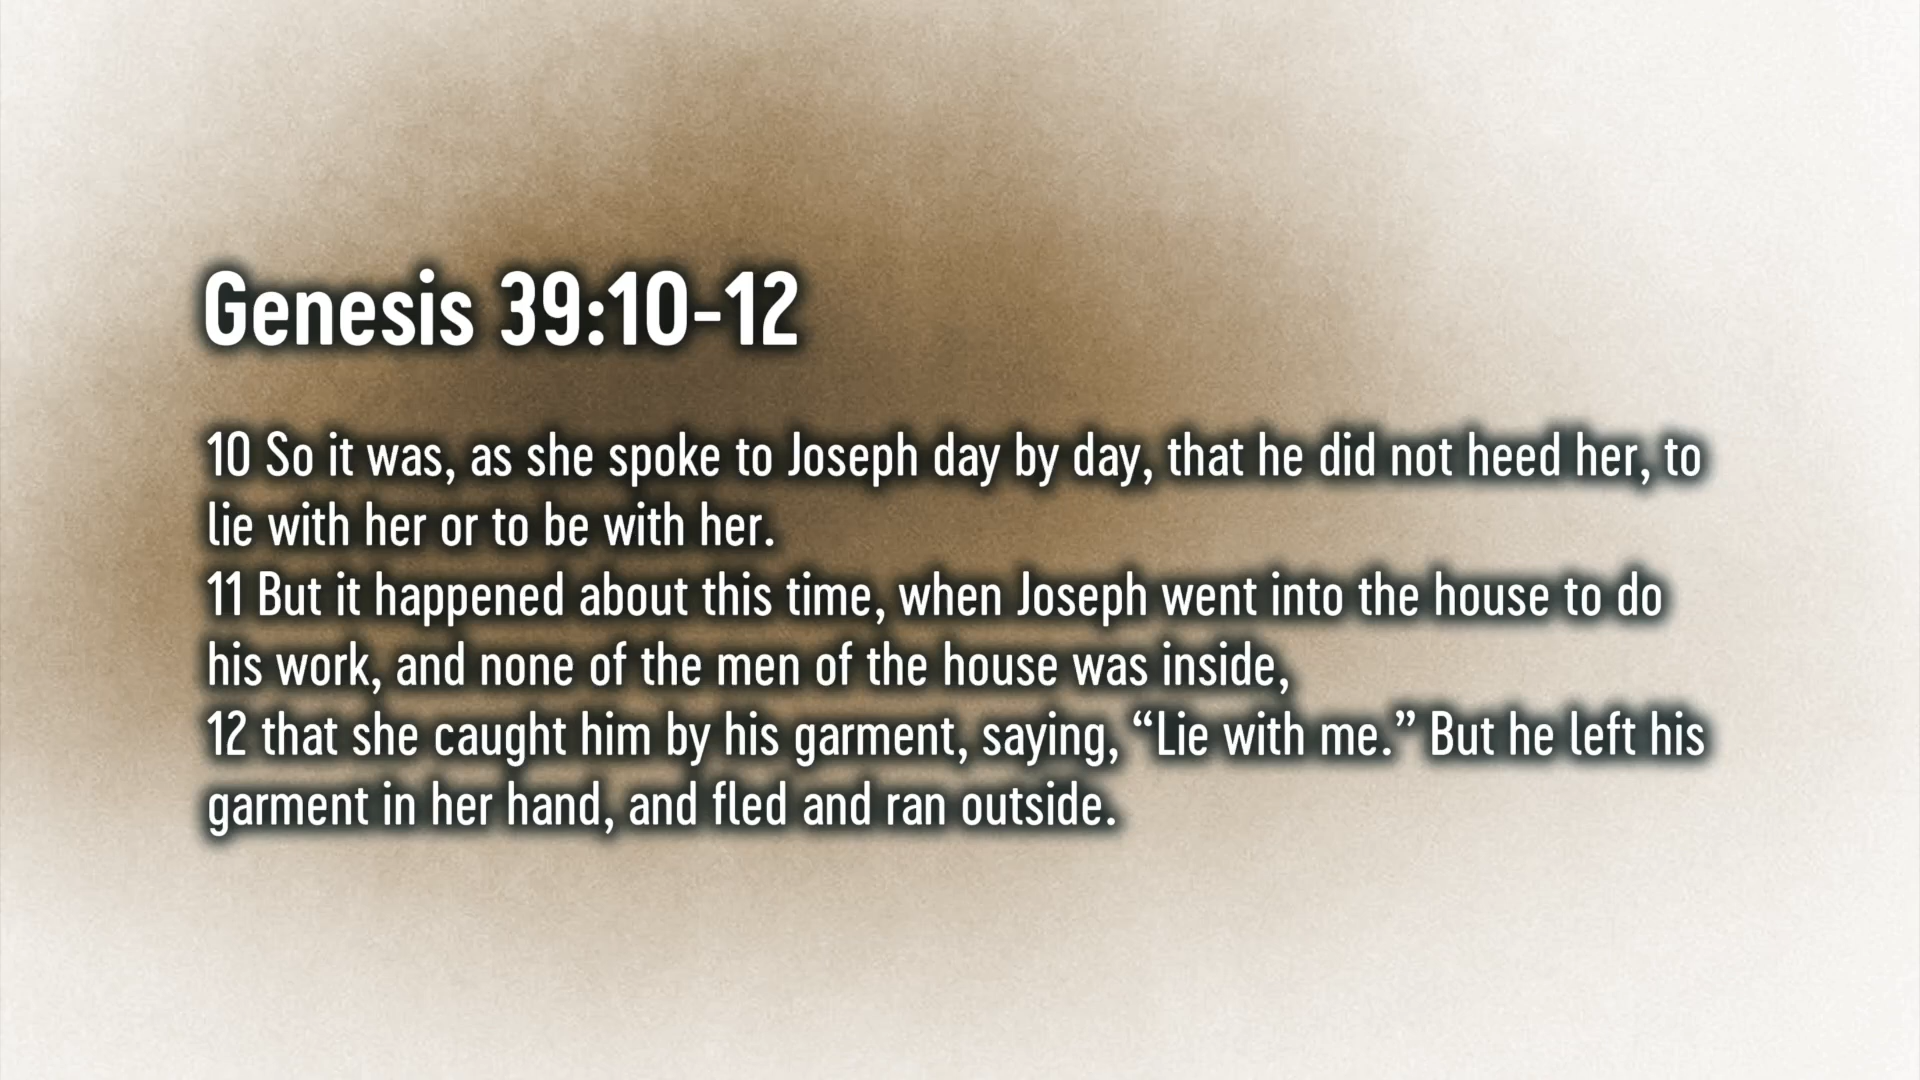 Genesis 39:10-12
10 So it was, as she spoke to Joseph day by day, that he did not heed her, to
lie with her or to be with her.
11 But it happened about this time, when Joseph went into the house to do
his work, and none of the men of the house was inside,
12 that she caught him by his garment, saying, “Lie with me.” But he left his
garment in her hand, and fled and ran outside.